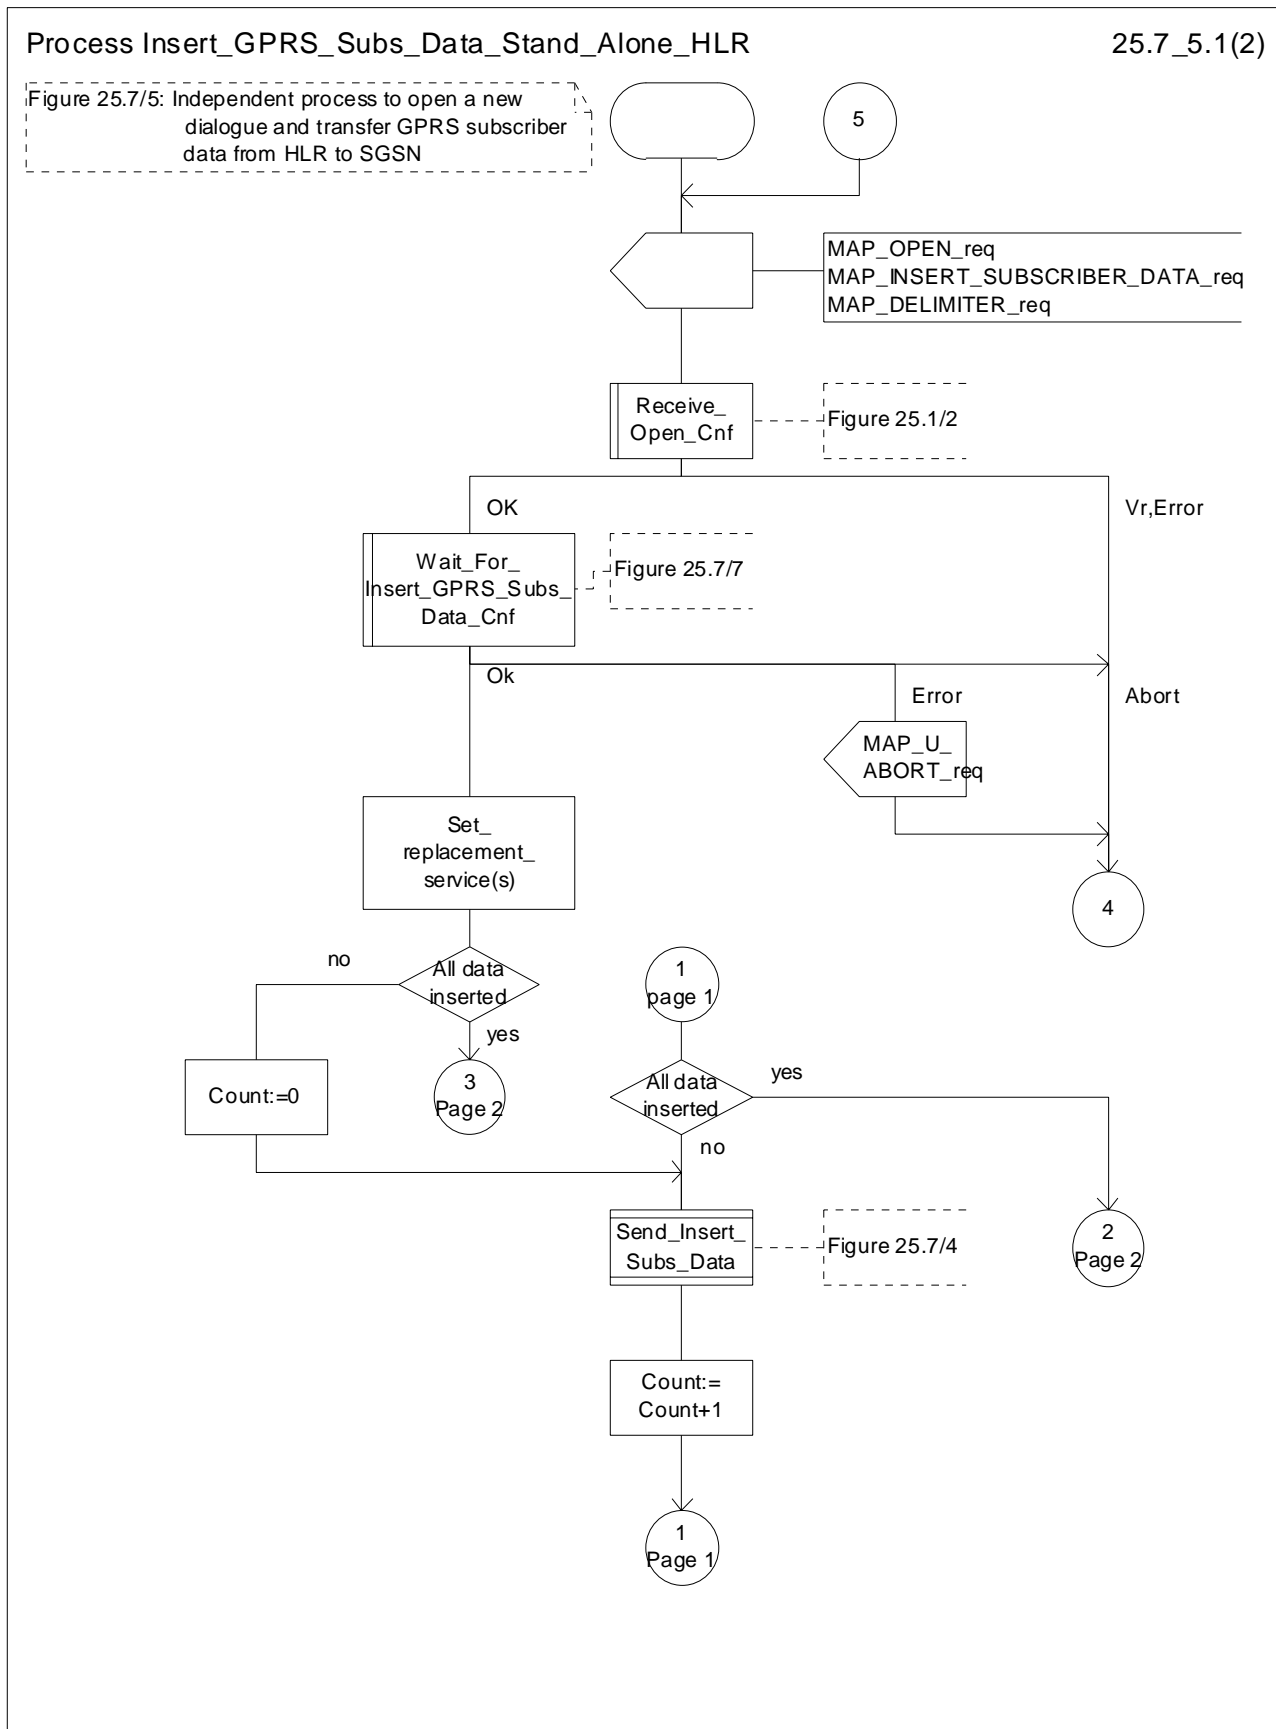 Process Insert_GPRS_Subs_Data_Stand_Alone_HLR
25.7_5.1(2)
Figure 25.7/5: Independent process to open a new
dialogue and transfer GPRS subscriber
data from HLR to SGSN
5
MAP_OPEN_req
MAP_INSERT_SUBSCRIBER_DATA_req
MAP_DELIMITER_req
Receive_
Open_Cnf
Figure 25.1/2
OK
Vr,Error
Wait_For_
Insert_GPRS_Subs_
Data_Cnf
Figure 25.7/7
Ok
Error
Abort
MAP_U_
ABORT_req
Set_
replacement_
service(s)
4
no
All data
inserted
yes
1
page 1
Count:=0
3
Page 2
All data
inserted
yes
no
Send_Insert_
Subs_Data
Figure 25.7/4
2
Page 2
Count:=
Count+1
1
Page 1